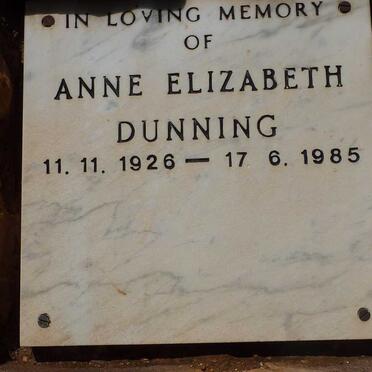 IN LOVING MEMORY
OF
ANNE ELIZABETH
DUNNING
11. 11. 1926 — 17 6. 1985